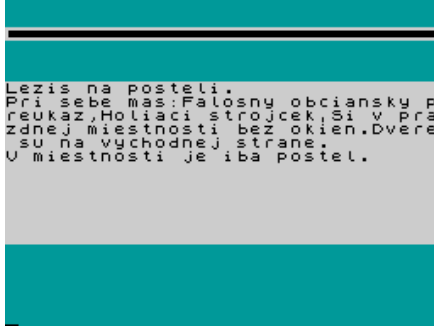 Lezis na posteli.
Pri sebe mas:Falosny obciansky p
reukaz,Holiaci strojcek,Si v pra
zdnej miestnosti bez okien.Dvere
 su na vychodnej strane.
V miestnosti je iba postel.